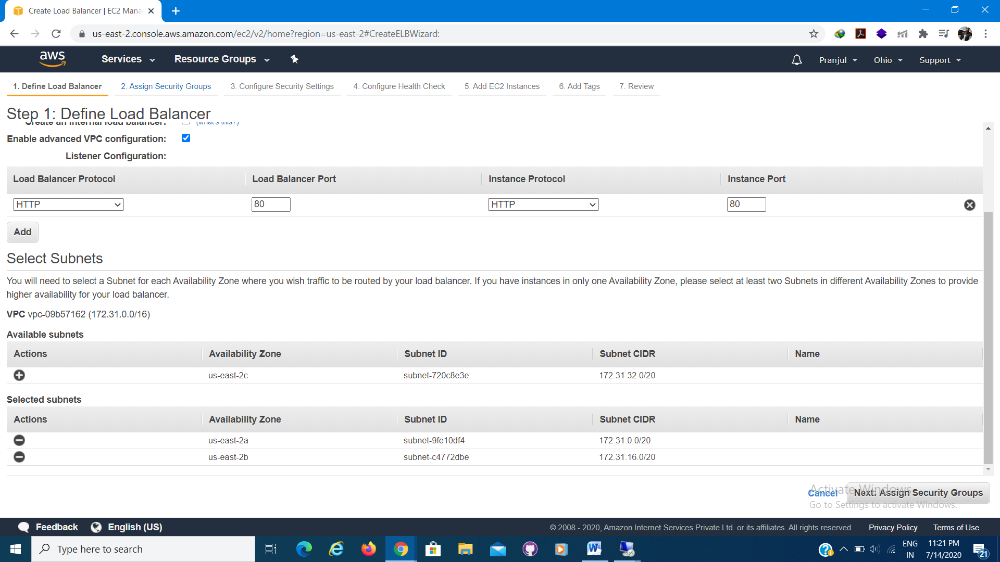 Create Load Balancer | EC2 Mana
us-east-2.console.aws.amazon.com/ec2/v2/home?region=us-east-2#CreateELBWizard:
aws Services Resource Groups Pranjul Ohio Support
1. Define Load Balancer 2. Assign Security Groups 3. Configure Security Settings 4. Configure Health Check 5. Add EC2 Instances 6. Add Tags 7. Review
Step 1: Define Load Balancer
Create an internal load balancer: (what's this?)
Enable advanced VPC configuration:
Listener Configuration:
Load Balancer Protocol Load Balancer Port Instance Protocol Instance Port
HTTP 80 HTTP 80
Add
Select Subnets
You will need to select a Subnet for each Availability Zone where you wish traffic to be routed by your load balancer. If you have instances in only one Availability Zone, please select at least two Subnets in different Availability Zones to provide
higher availability for your load balancer.
VPC vpc-09b57162 (172.31.0.0/16)
Available subnets
Actions Availability Zone Subnet ID Subnet CIDR Name
us-east-2c subnet-720c8e3e 172.31.32.0/20
Selected subnets
Actions Availability Zone Subnet ID Subnet CIDR Name
us-east-2a subnet-9fe10df4 172.31.0.0/20
us-east-2b subnet-c4772dbe 172.31.16.0/20
Activate Windows
Cancel Next: Assign Security Groups
Go to Settings to activate Windows.
Feedback English (US) © 2008 - 2020, Amazon Internet Services Private Ltd. or its affiliates. All rights reserved. Privacy Policy Terms of Use
Type here to search ENG 11:21 PM
IN 7/14/2020 21